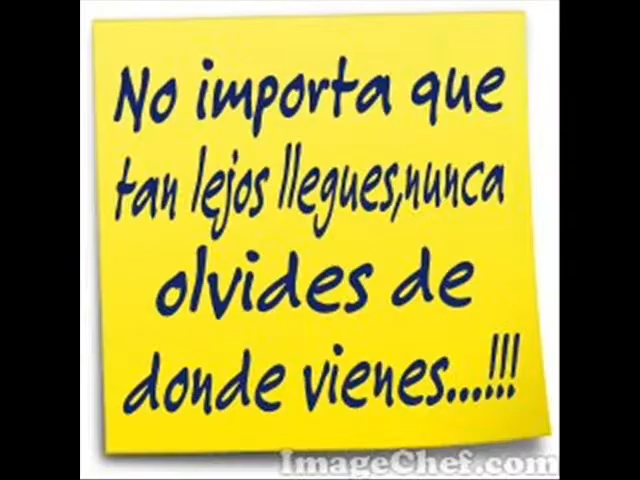 No importa que
tan lejos llegues,nunca
olvides de
donde vienes...!!!
ImageChef.com